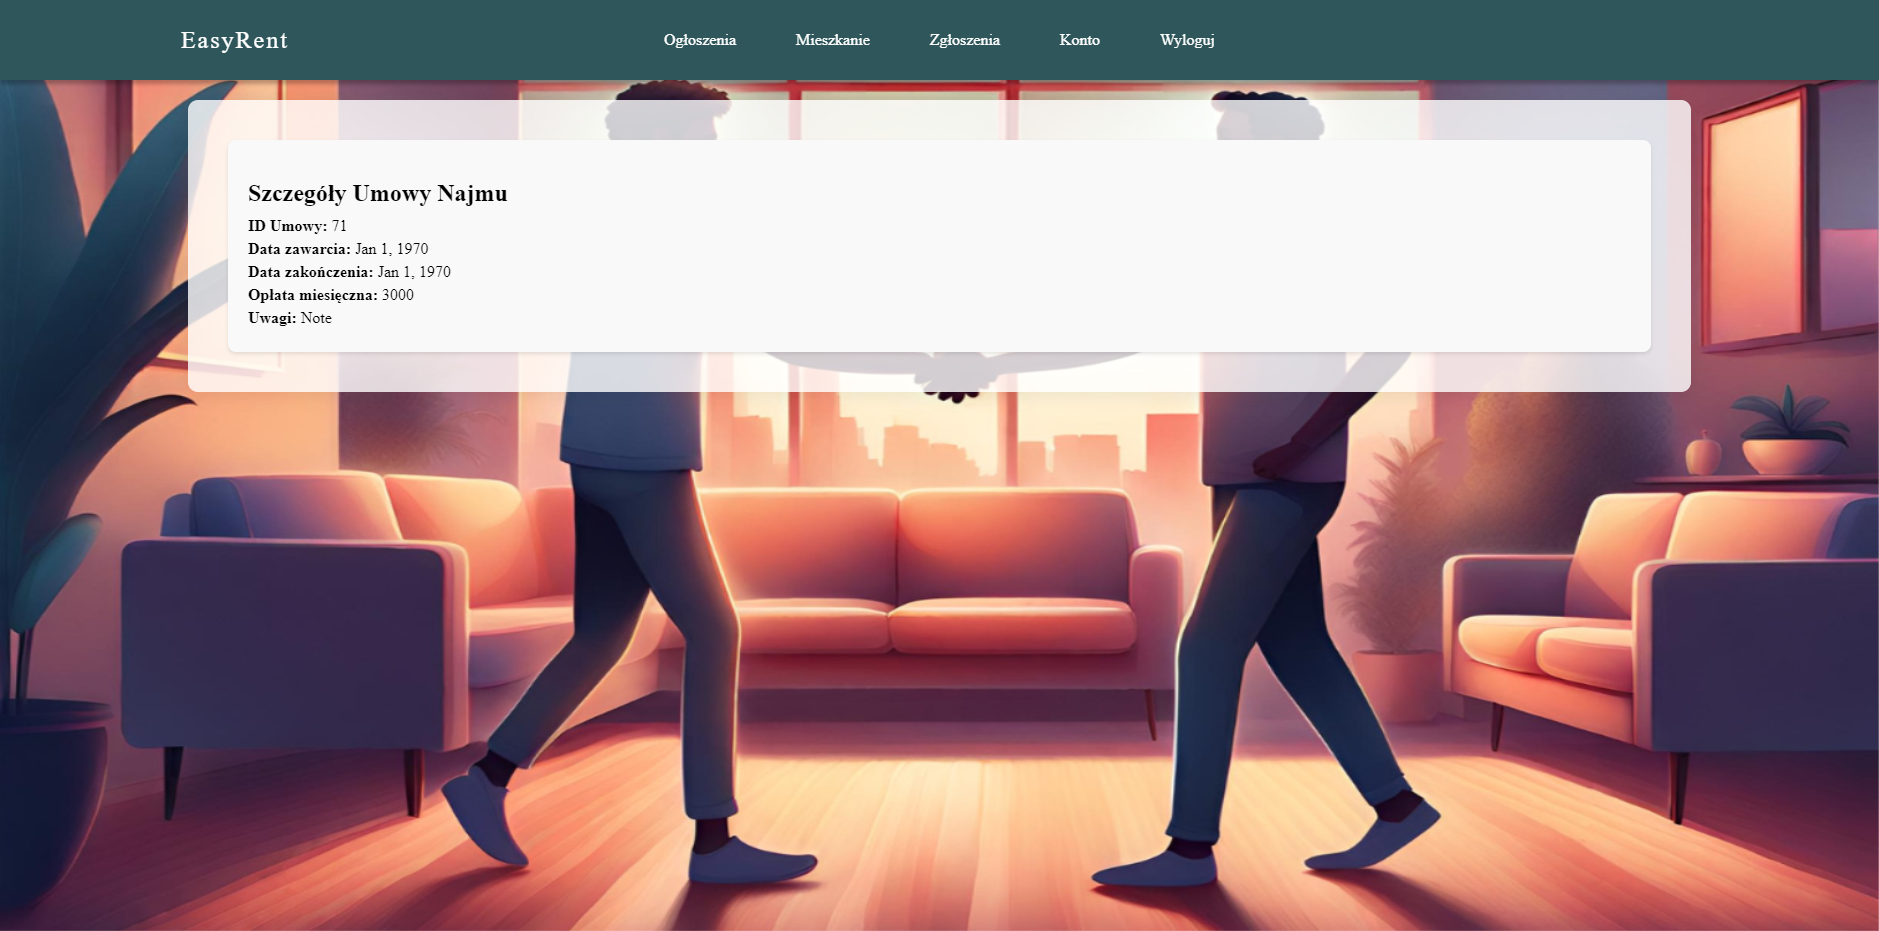 EasyRent
Ogłoszenia Mieszkanie Zgłoszenia Konto Wyloguj
Szczegóły Umowy Najmu
ID Umowy: 71
Data zawarcia: Jan 1, 1970
Data zakończenia: Jan 1, 1970
Opłata miesięczna: 3000
Uwagi: Note